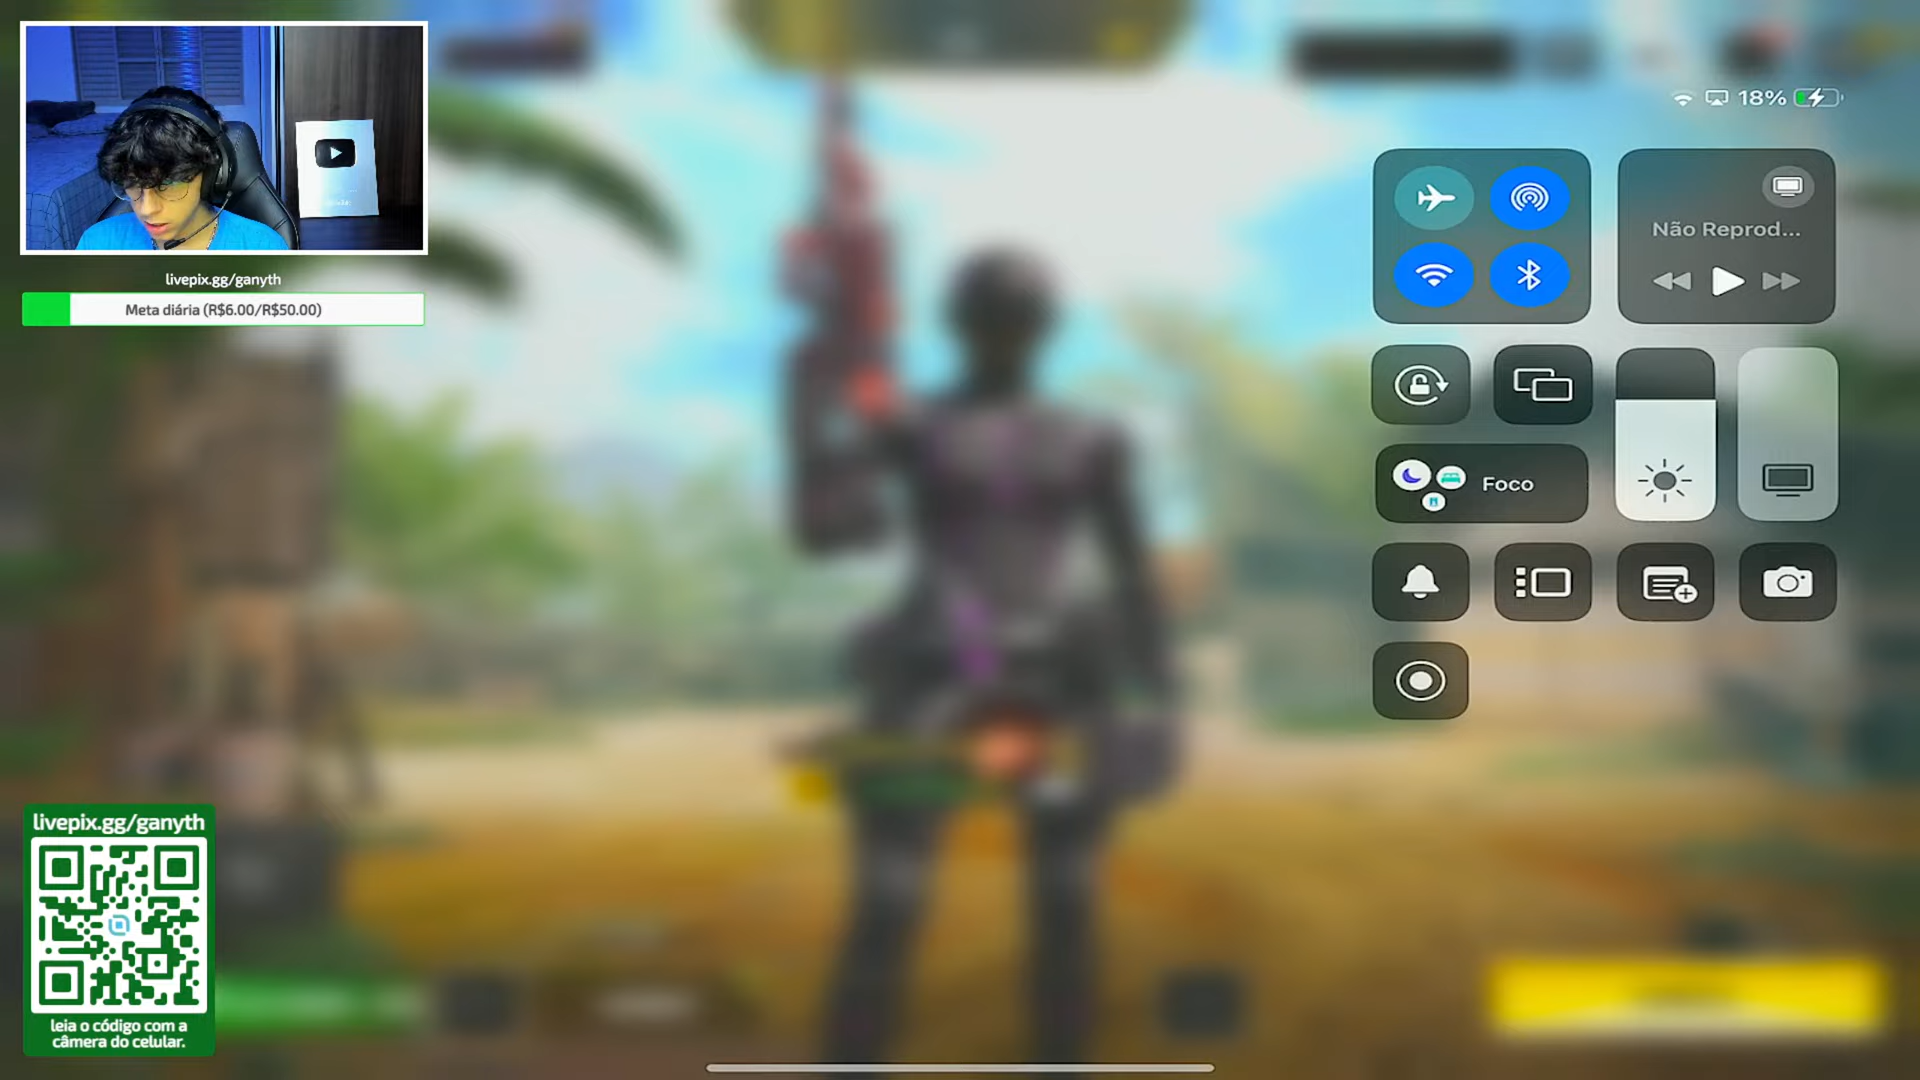 18%
Não Reprod...
livepix.gg/ganyth
Meta diária (R$6.00/R$50.00)
Foco
livepix.gg/ganyth
leia o código com a
câmera do celular.